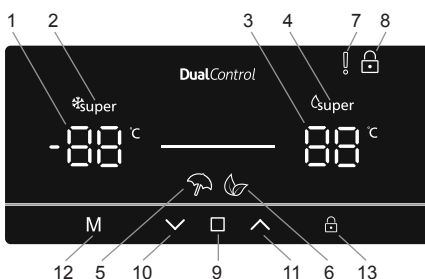 1 2 3 4 7 8
DualControl
super super
-88 °C 88 °C
M
12 5 10 9 11 6 13